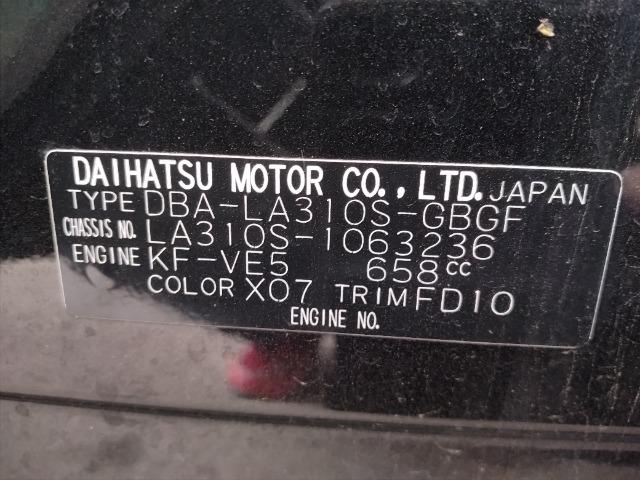 DAIHATSU MOTOR CO., LTD. JAPAN
TYPE DBA-LA310S-GBGF
CHASSIS NO. LA310S-1063236
ENGINE KF-VE5 658cc
COLOR X07 TRIM FD10
ENGINE NO.